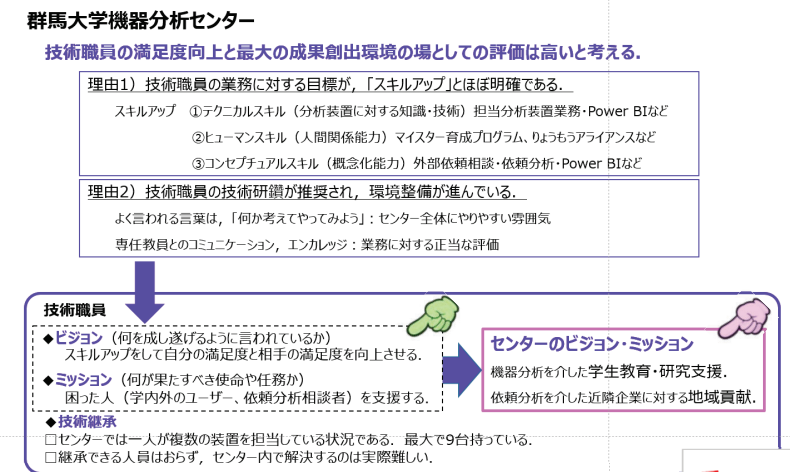 群馬大学機器分析センター
技術職員の満足度向上と最大の成果創出環境の場としての評価は高いと考える.
理由1）技術職員の業務に対する目標が,「スキルアップ」とほぼ明確である.
スキルアップ ①テクニカルスキル（分析装置に対する知識・技術）担当分析装置業務・Power BIなど
②ヒューマンスキル（人間関係能力）マイスター育成プログラム、りょうもうアライアンスなど
③コンセプチュアルスキル（概念化能力）外部依頼相談・依頼分析・Power BIなど
理由2）技術職員の技術研鑽が推奨され, 環境整備が進んでいる.
よく言われる言葉は,「何か考えてやってみよう」：センター全体にやりやすい雰囲気
専任教員とのコミュニケーション, エンカレッジ：業務に対する正当な評価
技術職員
◆ビジョン（何を成し遂げるように言われているか）
スキルアップをして自分の満足度と相手の満足度を向上させる.
◆ミッション（何が果たすべき使命や任務か）
困った人（学内外のユーザー、依頼分析相談者）を支援する.
センターのビジョン・ミッション
機器分析を介した学生教育・研究支援.
依頼分析を介した近隣企業に対する地域貢献.
◆技術継承
□センターでは一人が複数の装置を担当している状況である. 最大で9台持っている.
□継承できる人員はおらず, センター内で解決するのは実際難しい.